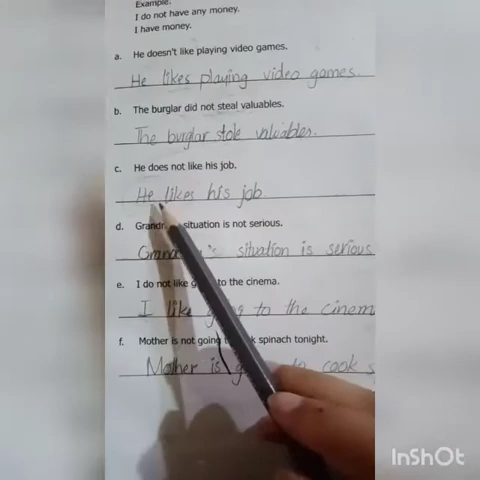 Example:
I do not have any money.
I have money.
a. He doesn't like playing video games.
He likes playing video games.
b. The burglar did not steal valuables.
The burglar stole valuables.
c. He does not like his job.
He likes his job
d. situation is not serious.
situation is serious
e. I do not like to the cinema.
I like to the
f. Mother is not going spinach tonight.
Mother is to cook
InShOt